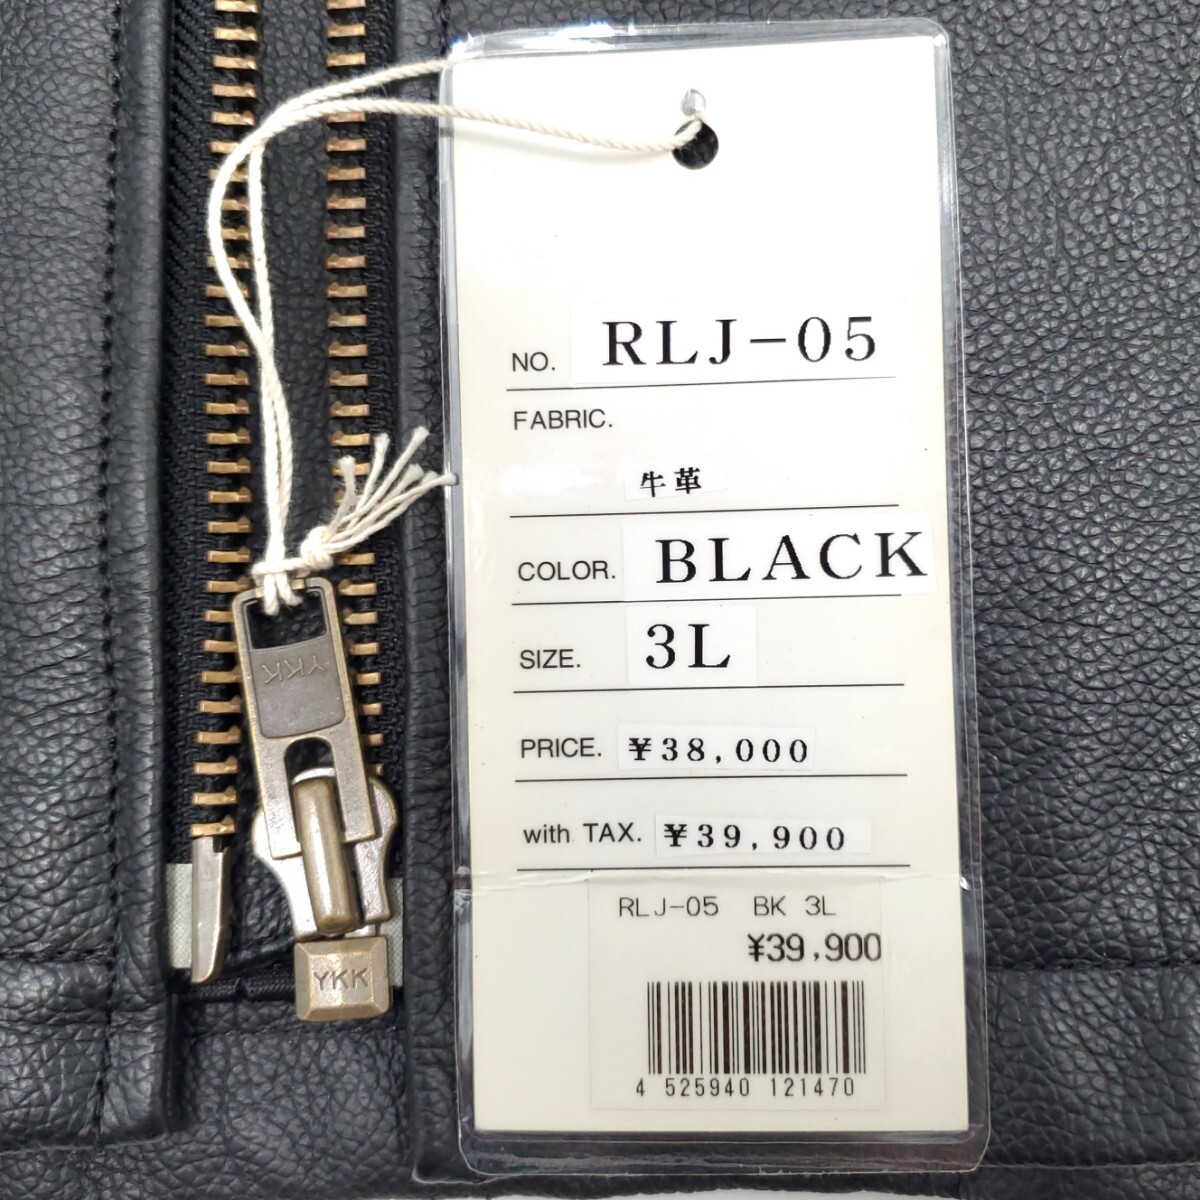 NO. RLJ-05
FABRIC.
牛革
COLOR. BLACK
SIZE. 3L
PRICE. ¥38,000
with TAX. ¥39,900
RLJ-05 BK 3L
¥39,900
4 525940 121470
YKK
YKK